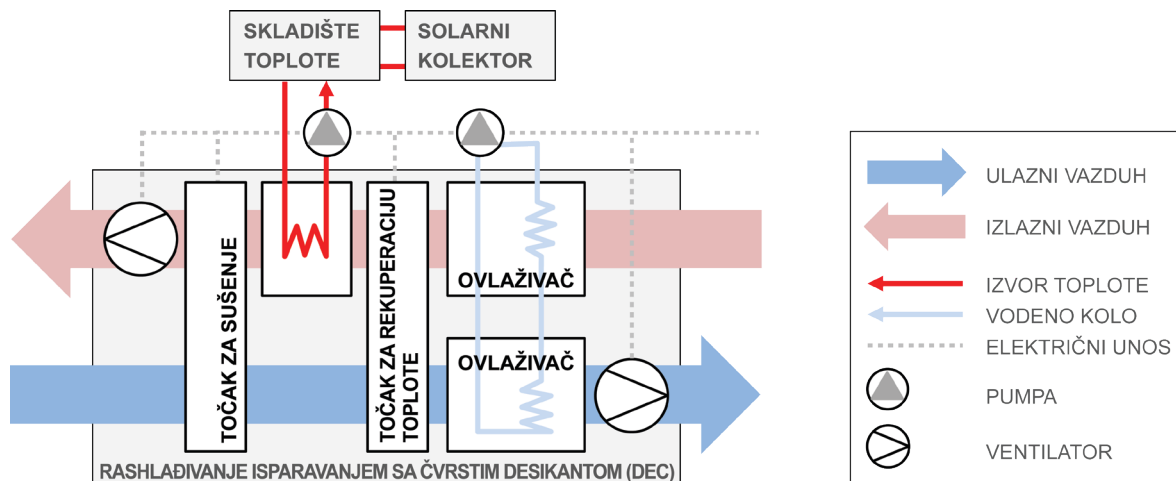 SKLADIŠTE
TOPLOTE
SOLARNI
KOLEKTOR
TOČAK ZA SUŠENJE
TOČAK ZA REKUPERACIJU
TOPLOTE
OVLAŽIVAČ
OVLAŽIVAČ
RASHLAĐIVANJE ISPARAVANJEM SA ČVRSTIM DESIKANTOM (DEC)
ULAZNI VAZDUH
IZLAZNI VAZDUH
IZVOR TOPLOTE
VODENO KOLO
ELEKTRIČNI UNOS
PUMPA
VENTILATOR